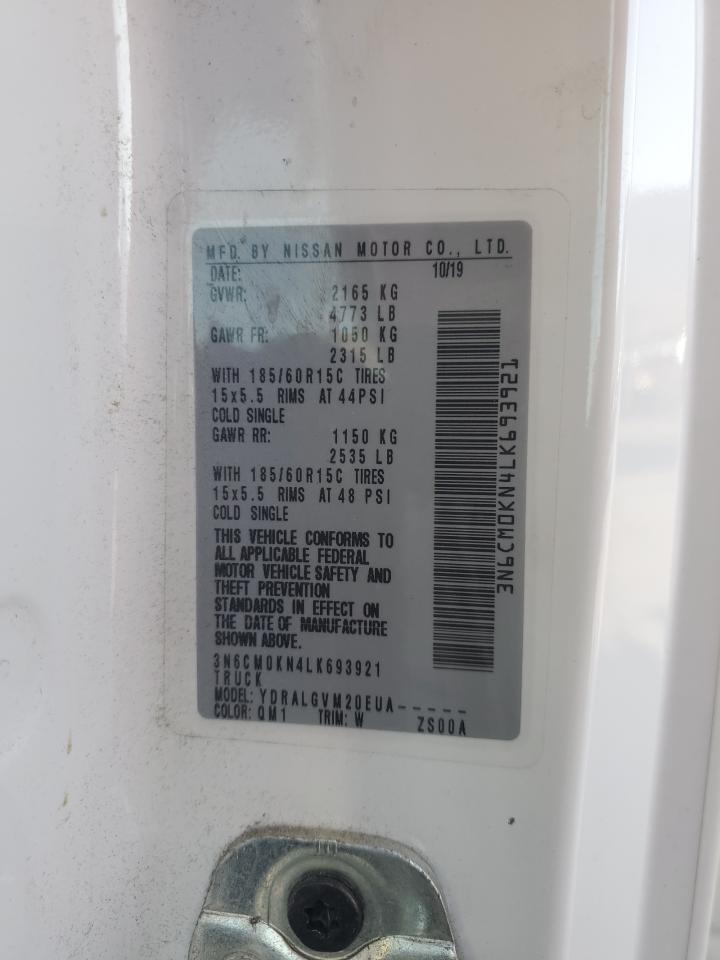 MFD. BY NISSAN MOTOR CO., LTD.
DATE: 10/19
GVWR: 2165 KG
4773 LB
GAWR FR: 1050 KG
2315 LB
WITH 185/60R15C TIRES
15x5.5 RIMS AT 44PSI
COLD SINGLE
GAWR RR: 1150 KG
2535 LB
WITH 185/60R15C TIRES
15x5.5 RIMS AT 48 PSI
COLD SINGLE
THIS VEHICLE CONFORMS TO
ALL APPLICABLE FEDERAL
MOTOR VEHICLE SAFETY AND
THEFT PREVENTION
STANDARDS IN EFFECT ON
THE DATE OF MANUFACTURE
SHOWN ABOVE.
3N6CM0KN4LK693921
TRUCK
MODEL: YDRALGVM20EUA-----
COLOR: QM1 TRIM: W ZS00A
3N6CM0KN4LK693921